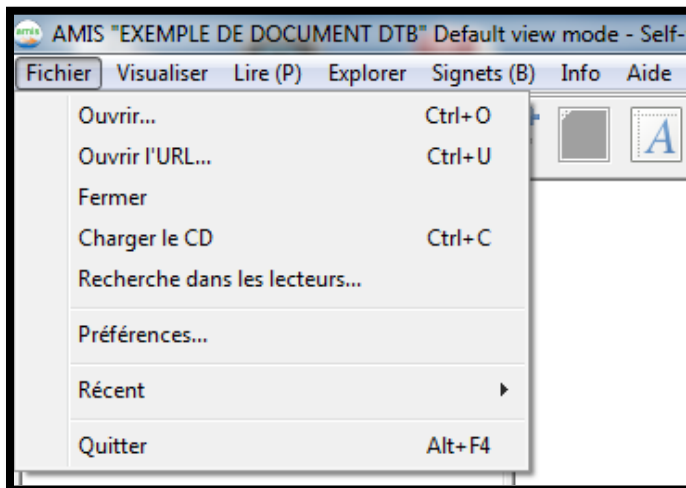 amis AMIS "EXEMPLE DE DOCUMENT DTB" Default view mode - Self-
Fichier Visualiser Lire (P) Explorer Signets (B) Info Aide
Ouvrir... Ctrl+O
A
Ouvrir l'URL... Ctrl+U
Fermer
Charger le CD Ctrl+C
Recherche dans les lecteurs...
Préférences...
Récent
Quitter Alt+F4